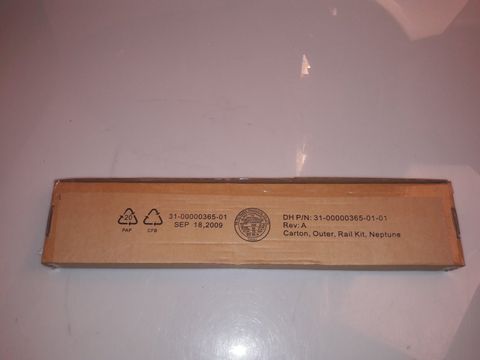 20
PAP
CFB
31-00000365-01
SEP 18,2009
DH P/N: 31-00000365-01-01
Rev: A
Carton, Outer, Rail Kit, Neptune